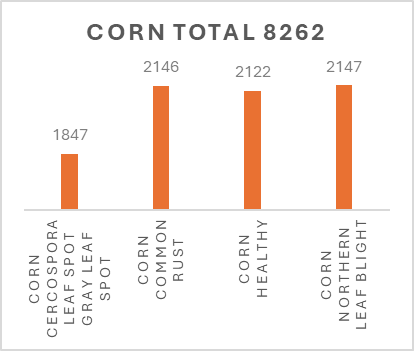 CORN TOTAL 8262
1847
2146
2122
2147
CORN
CERCOSPORA
LEAF SPOT
GRAY LEAF
SPOT
CORN
COMMON
RUST
CORN
HEALTHY
CORN
NORTHERN
LEAF BLIGHT